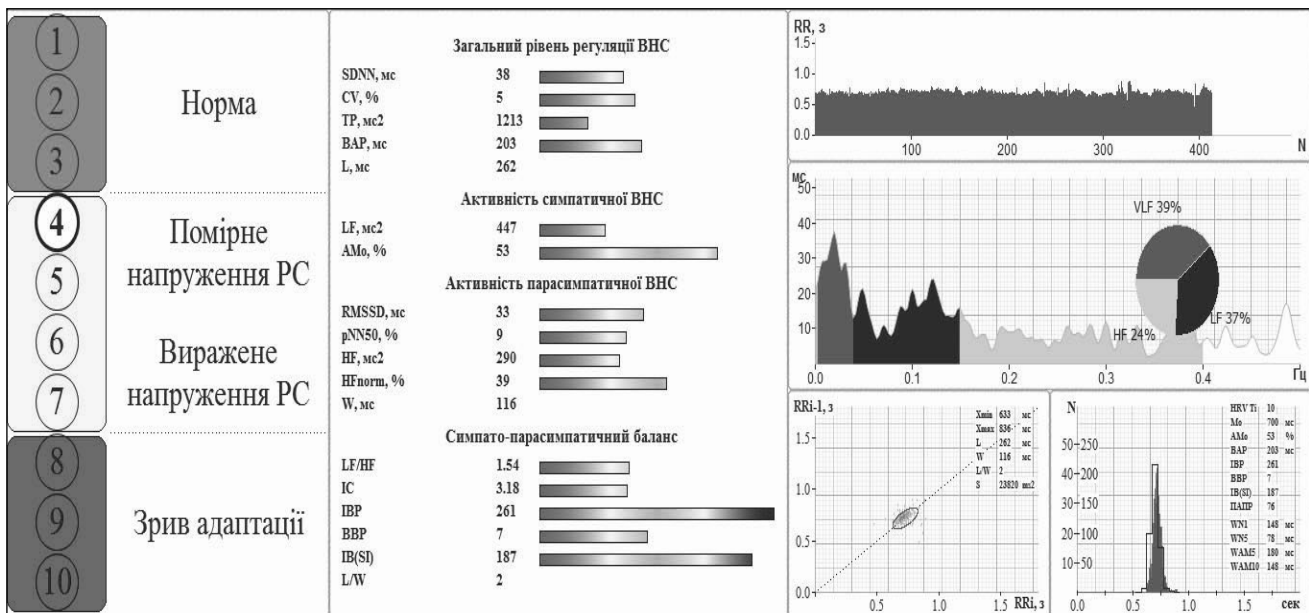 1
2
3
Норма
4
5
6
7
Помірне
напруження РС
Виражене
напруження РС
8
9
10
Зрив адаптації
Загальний рівень регуляції ВНС
SDNN, мс 38
CV, % 5
TP, мс2 1213
ВАР, мс 203
L, мс 262
Активність симпатичної ВНС
LF, мс2 447
АМо, % 53
Активність парасимпатичної ВНС
RMSSD, мс 33
pNN50, % 9
HF, мс2 290
HFnorm, % 39
W, мс 116
Симпато-парасимпатичний баланс
LF/HF 1.54
IC 3.18
IBP 261
BBP 7
IB(SI) 187
L/W 2
RR, з
1.5
1.0
0.5
0.0
100 200 300 400 N
мс
50
40
30
20
10
VLF 39%
HF 24%
LF 37%
0.0 0.1 0.2 0.3 0.4 Гц
RRi-1, з
1.5
1.0
0.5
0.0
Xmin 633 мс
Xmax 836 мс
L 262 мс
W 116 мс
L/W 2
S 23820 мс2
0.5 1.0 1.5 RRi, з
N
50 250
40 200
30 150
20 100
10 50
HRV Ti 10
Мо 700 мс
АМо 53 %
ВАР 203 мс
IBP 261
BBP 7
IB(SI) 187
ПАПР 76
WN1 148 мс
WN5 78 мс
WAM5 180 мс
WAM10 148 мс
0.0 0.5 1.0 1.5 сек